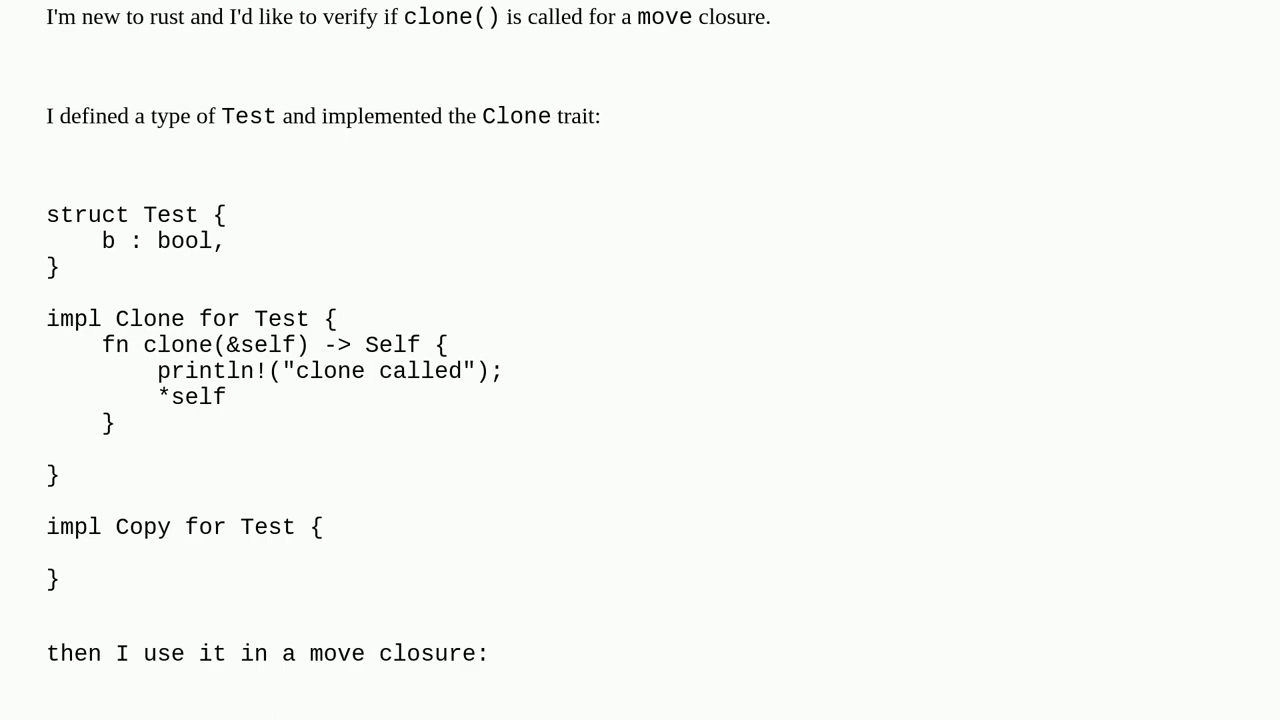 I'm new to rust and I'd like to verify if clone() is called for a move closure.
I defined a type of Test and implemented the Clone trait:
struct Test {
    b : bool,
}
impl Clone for Test {
    fn clone(&self) -> Self {
        println!("clone called");
        *self
    }
}
impl Copy for Test {
}
then I use it in a move closure: